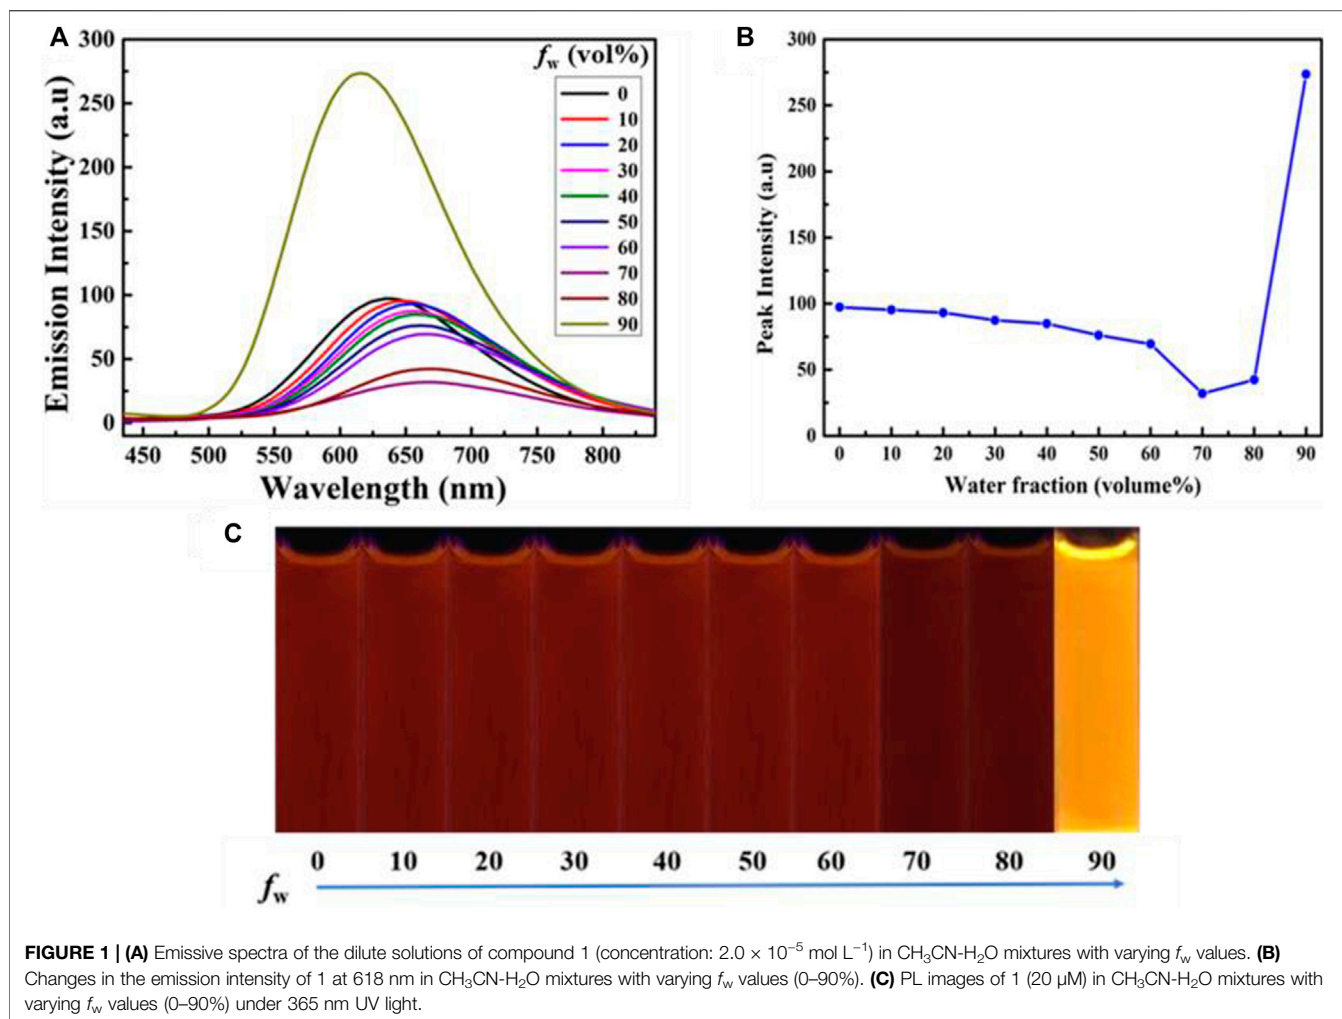 A
300
250
200
150
100
50
0
Emission Intensity (a.u)
450 500 550 600 650 700 750 800
Wavelength (nm)
fw (vol%)
0
10
20
30
40
50
60
70
80
90
B
300
250
200
150
100
50
0
Peak Intensity (a.u)
0 10 20 30 40 50 60 70 80 90
Water fraction (volume%)
C
0 10 20 30 40 50 60 70 80 90
fw
FIGURE 1 | (A) Emissive spectra of the dilute solutions of compound 1 (concentration: 2.0 × 10⁻⁵ mol L⁻¹) in CH₃CN-H₂O mixtures with varying fw values. (B)
Changes in the emission intensity of 1 at 618 nm in CH₃CN-H₂O mixtures with varying fw values (0–90%). (C) PL images of 1 (20 µM) in CH₃CN-H₂O mixtures with
varying fw values (0–90%) under 365 nm UV light.